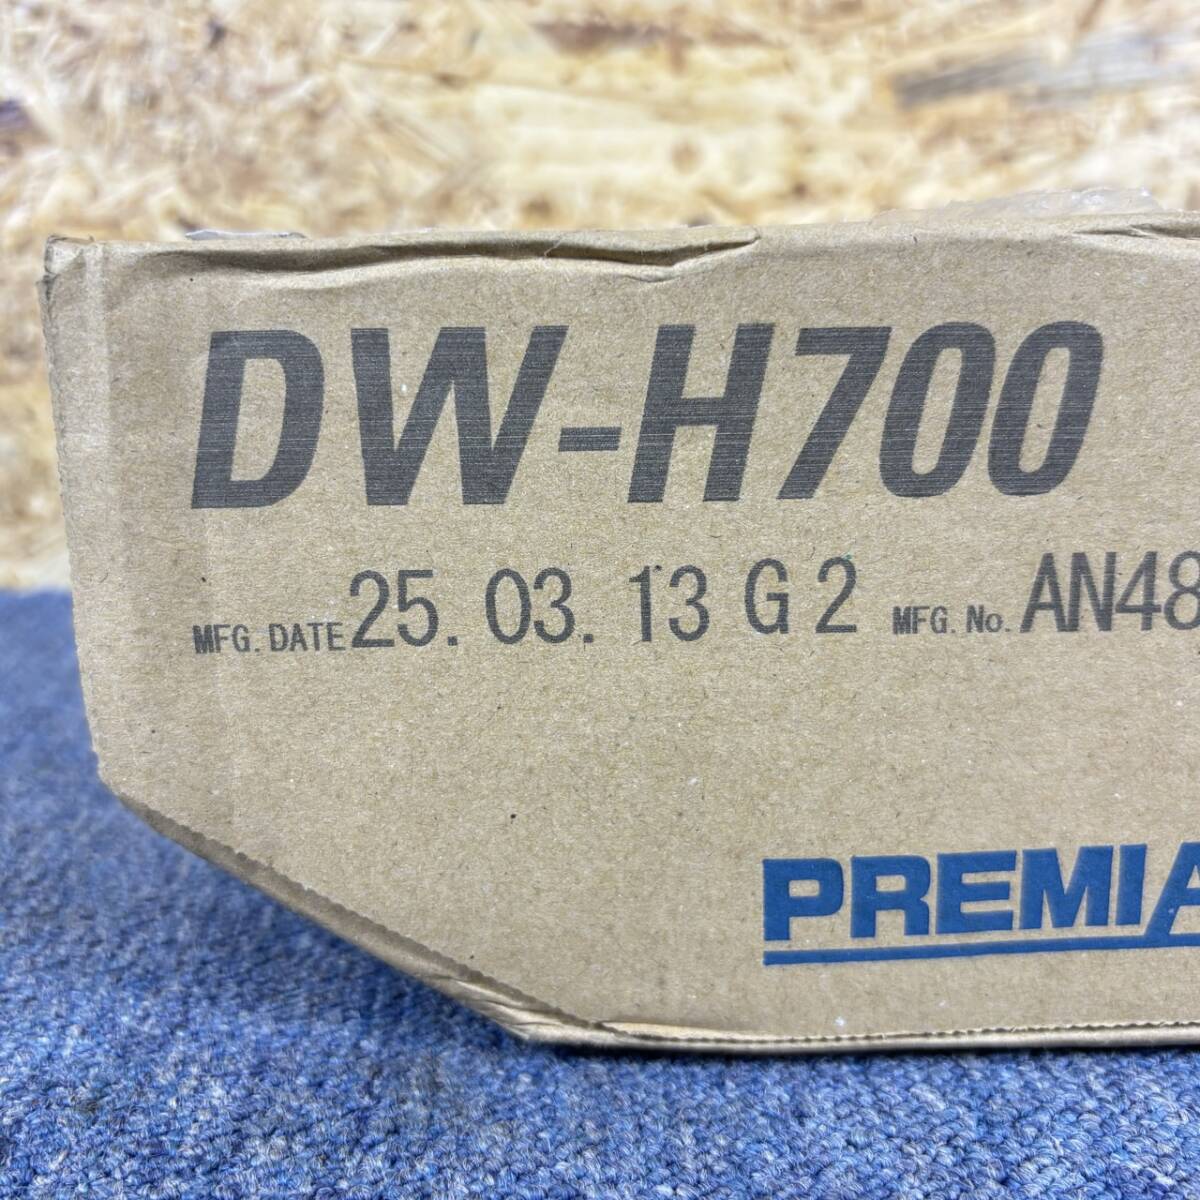 DW-H700
MFG. DATE 25. 03. 13 G 2 MFG. No. AN48
PREMIA